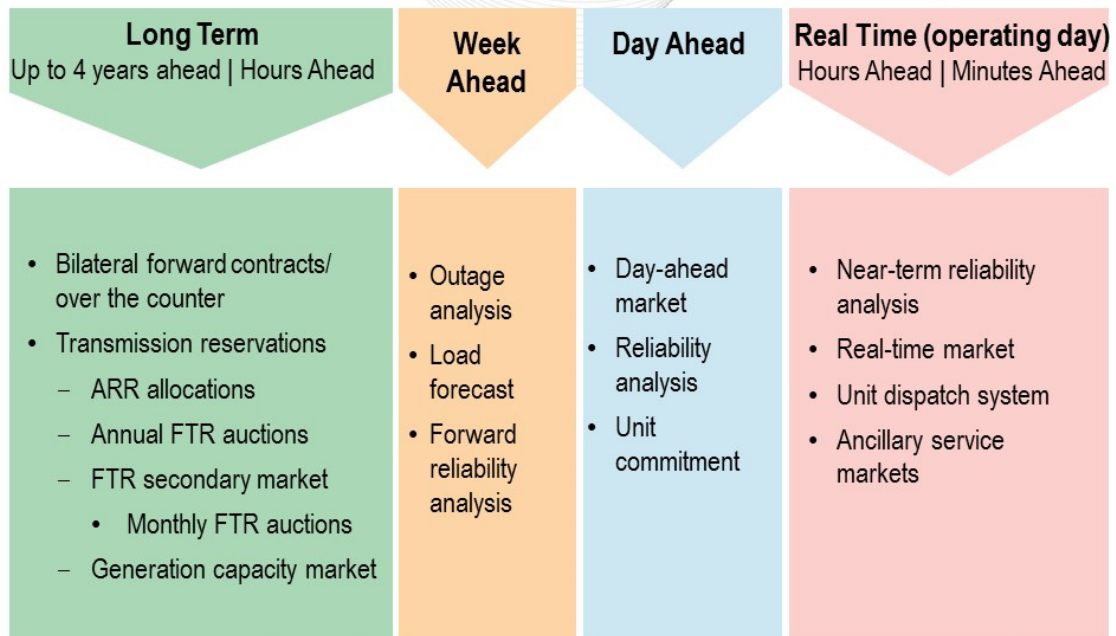 Long Term
Up to 4 years ahead | Hours Ahead
• Bilateral forward contracts/
over the counter
• Transmission reservations
– ARR allocations
– Annual FTR auctions
– FTR secondary market
• Monthly FTR auctions
– Generation capacity market
Week
Ahead
• Outage
analysis
• Load
forecast
• Forward
reliability
analysis
Day Ahead
• Day-ahead
market
• Reliability
analysis
• Unit
commitment
Real Time (operating day)
Hours Ahead | Minutes Ahead
• Near-term reliability
analysis
• Real-time market
• Unit dispatch system
• Ancillary service
markets